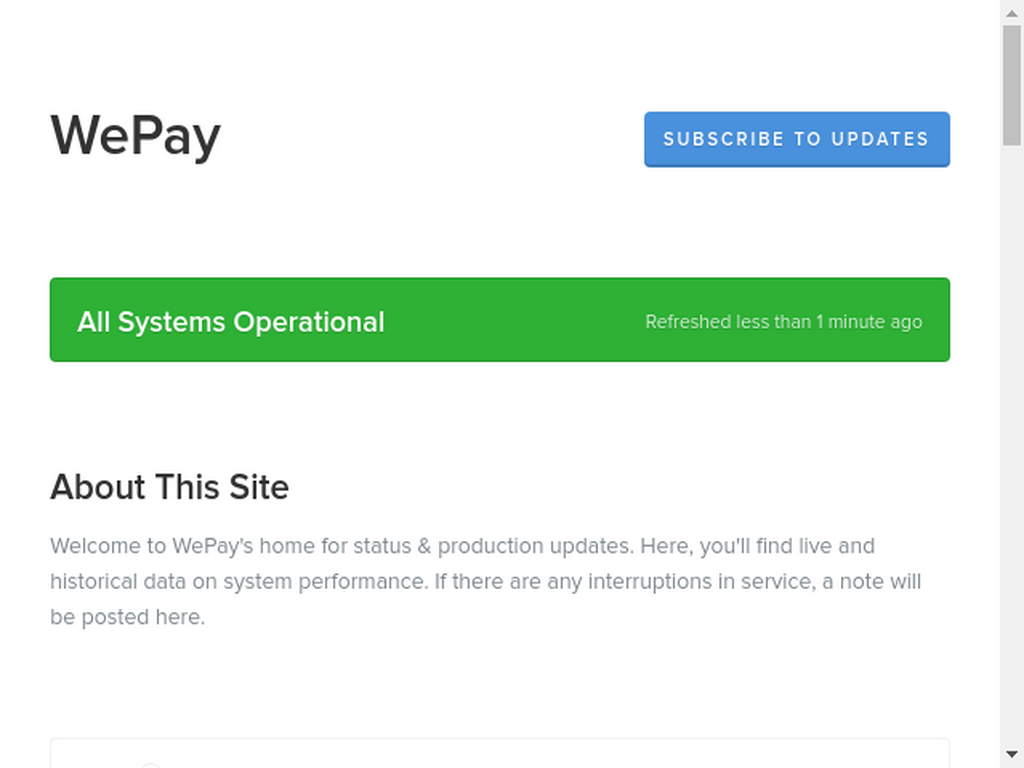 WePay
SUBSCRIBE TO UPDATES
All Systems Operational
Refreshed less than 1 minute ago
About This Site
Welcome to WePay's home for status & production updates. Here, you'll find live and
historical data on system performance. If there are any interruptions in service, a note will
be posted here.